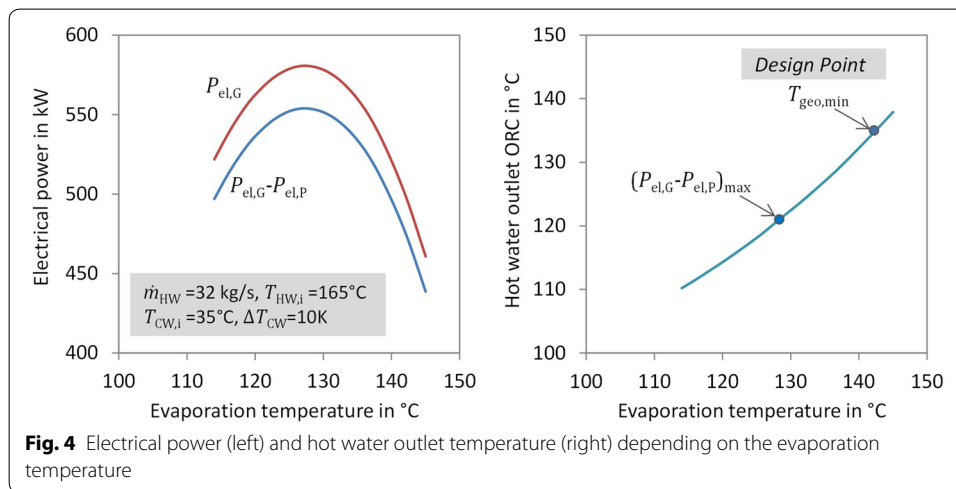 600
550
500
450
400
Electrical power in kW
P_el,G
P_el,G-P_el,P
ṁ_HW =32 kg/s, T_HW,i =165°C
T_CW,i =35°C, ΔT_CW=10K
100 110 120 130 140 150
Evaporation temperature in °C
150
140
130
120
110
100
Hot water outlet ORC in °C
Design Point
T_geo,min
(P_el,G-P_el,P)_max
100 110 120 130 140 150
Evaporation temperature in °C
Fig. 4 Electrical power (left) and hot water outlet temperature (right) depending on the evaporation
temperature